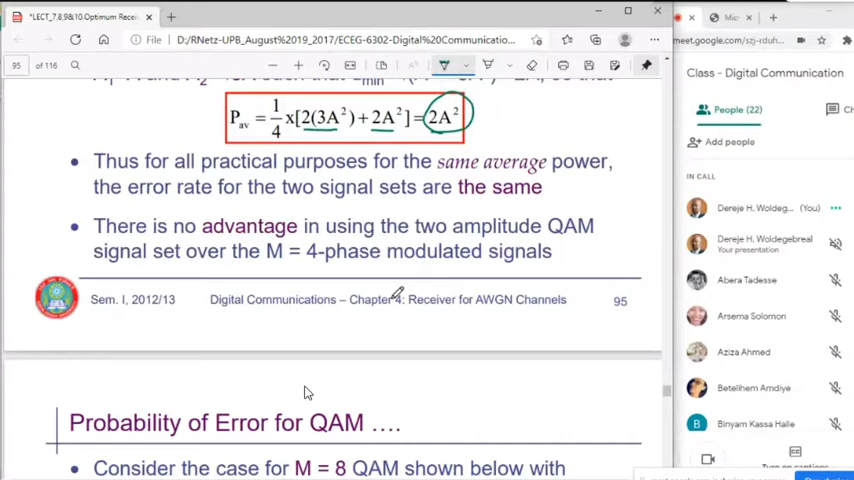 *LECT_7,8,9&10.Optimum Recei
File
D:/RNetz-UPB_August%2019_2017/ECEG-6302-Digital%20Communicatio...
95 of 116
P_av = 1/4 x[2(3A²)+2A²]=2A²
Thus for all practical purposes for the same average power,
the error rate for the two signal sets are the same
There is no advantage in using the two amplitude QAM
signal set over the M = 4-phase modulated signals
Sem. I, 2012/13 Digital Communications – Chapter 4: Receiver for AWGN Channels 95
Probability of Error for QAM ….
Consider the case for M = 8 QAM shown below with
meet.google.com/szj-rduh
Class - Digital Communication
People (22)
Add people
IN CALL
Dereje H. Woldeg... (You)
Dereje H. Woldegebreal
Your presentation
Abera Tadesse
Arsema Solomon
Aziza Ahmed
Betelihem Amdiye
B Binyam Kassa Haile